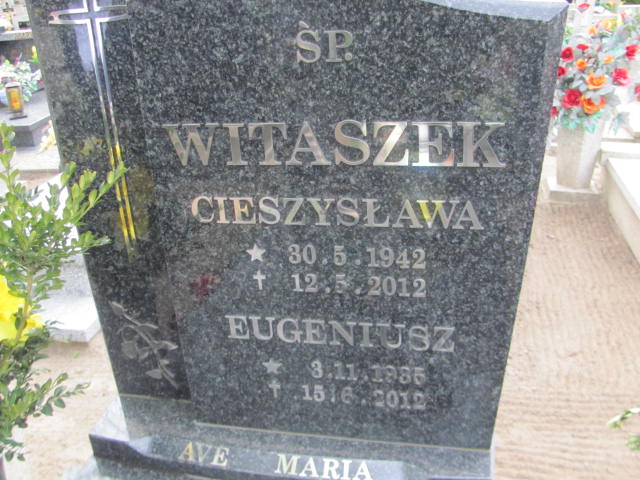 ŚP.
WITASZEK
CIESZYSŁAWA
30.5.1942
12.5.2012
EUGENIUSZ
3.11.1935
15.6.2012
AVE MARIA